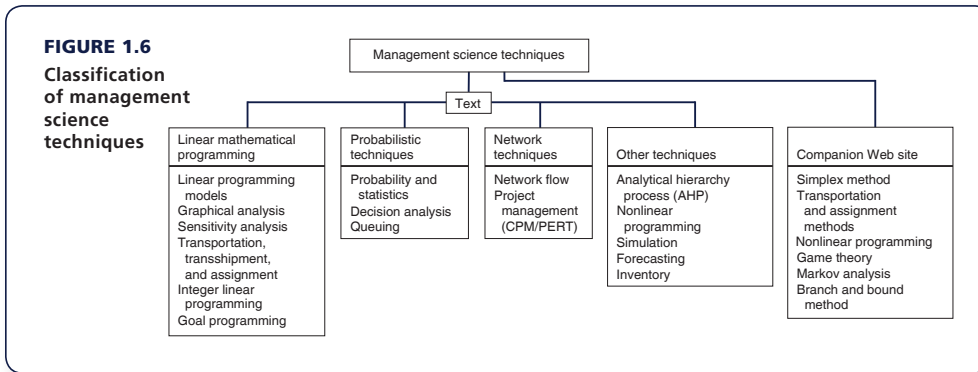 FIGURE 1.6
Classification
of management
science
techniques
Management science techniques
Text
Linear mathematical
programming
Linear programming
models
Graphical analysis
Sensitivity analysis
Transportation,
transshipment,
and assignment
Integer linear
programming
Goal programming
Probabilistic
techniques
Probability and
statistics
Decision analysis
Queuing
Network
techniques
Network flow
Project
management
(CPM/PERT)
Other techniques
Analytical hierarchy
process (AHP)
Nonlinear
programming
Simulation
Forecasting
Inventory
Companion Web site
Simplex method
Transportation
and assignment
methods
Nonlinear programming
Game theory
Markov analysis
Branch and bound
method